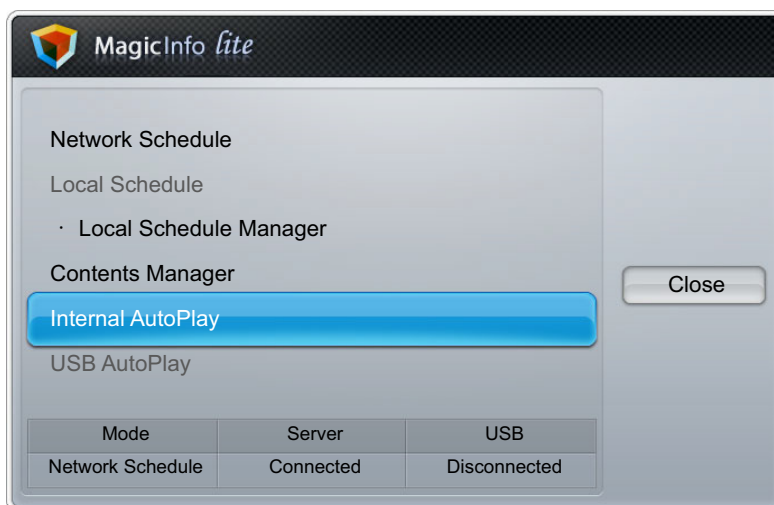 MagicInfo lite
Network Schedule
Local Schedule
· Local Schedule Manager
Contents Manager
Close
Internal AutoPlay
USB AutoPlay
Mode Server USB
Network Schedule Connected Disconnected